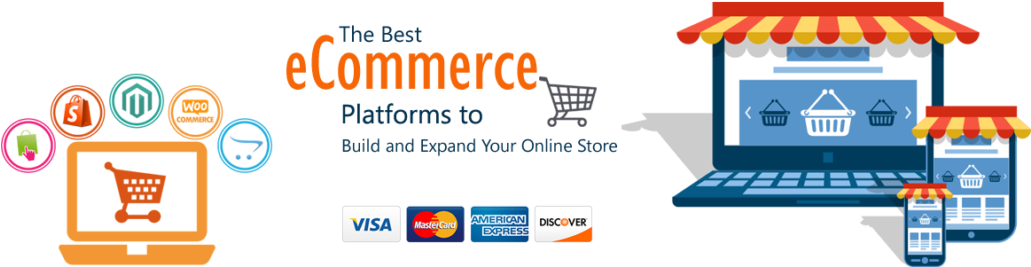 The Best
eCommerce
Platforms to
Build and Expand Your Online Store
S
WOO
COMMERCE
VISA
MasterCard
AMERICAN
EXPRESS
DISCOVER